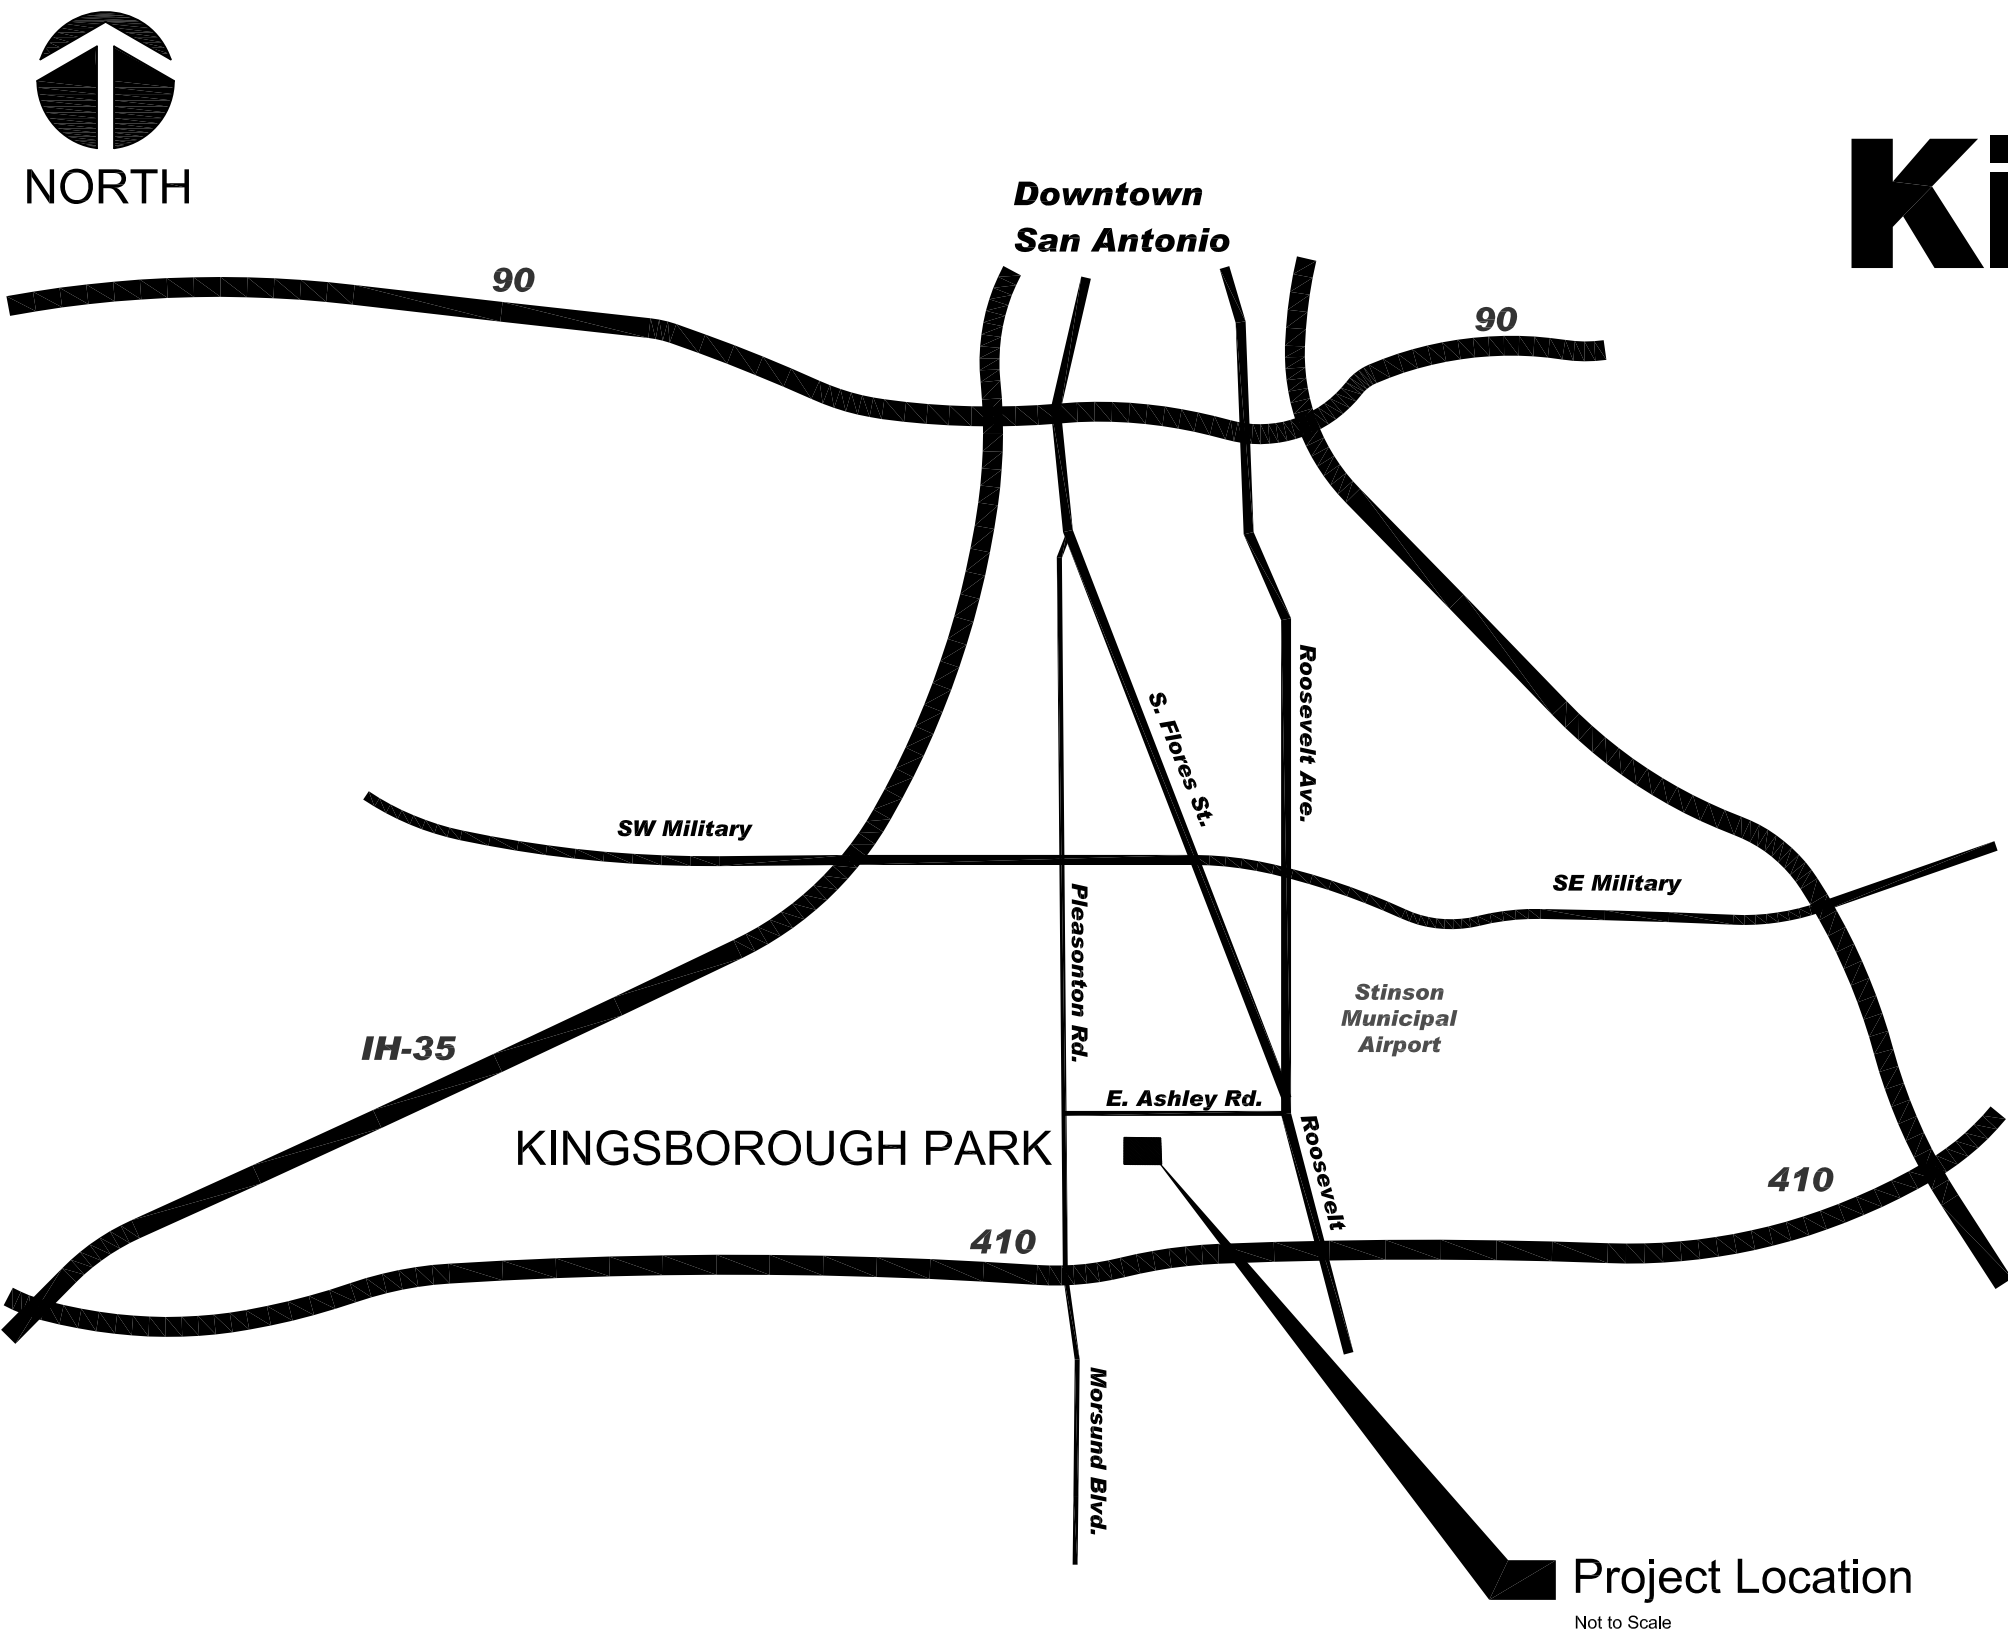 NORTH
Ki
Downtown
San Antonio
90
90
Roosevelt Ave.
S. Flores St.
SW Military
SE Military
Pleasonton Rd.
Stinson
Municipal
Airport
IH-35
E. Ashley Rd.
KINGSBOROUGH PARK
Roosevelt
410
410
Morsund Blvd.
Project Location
Not to Scale